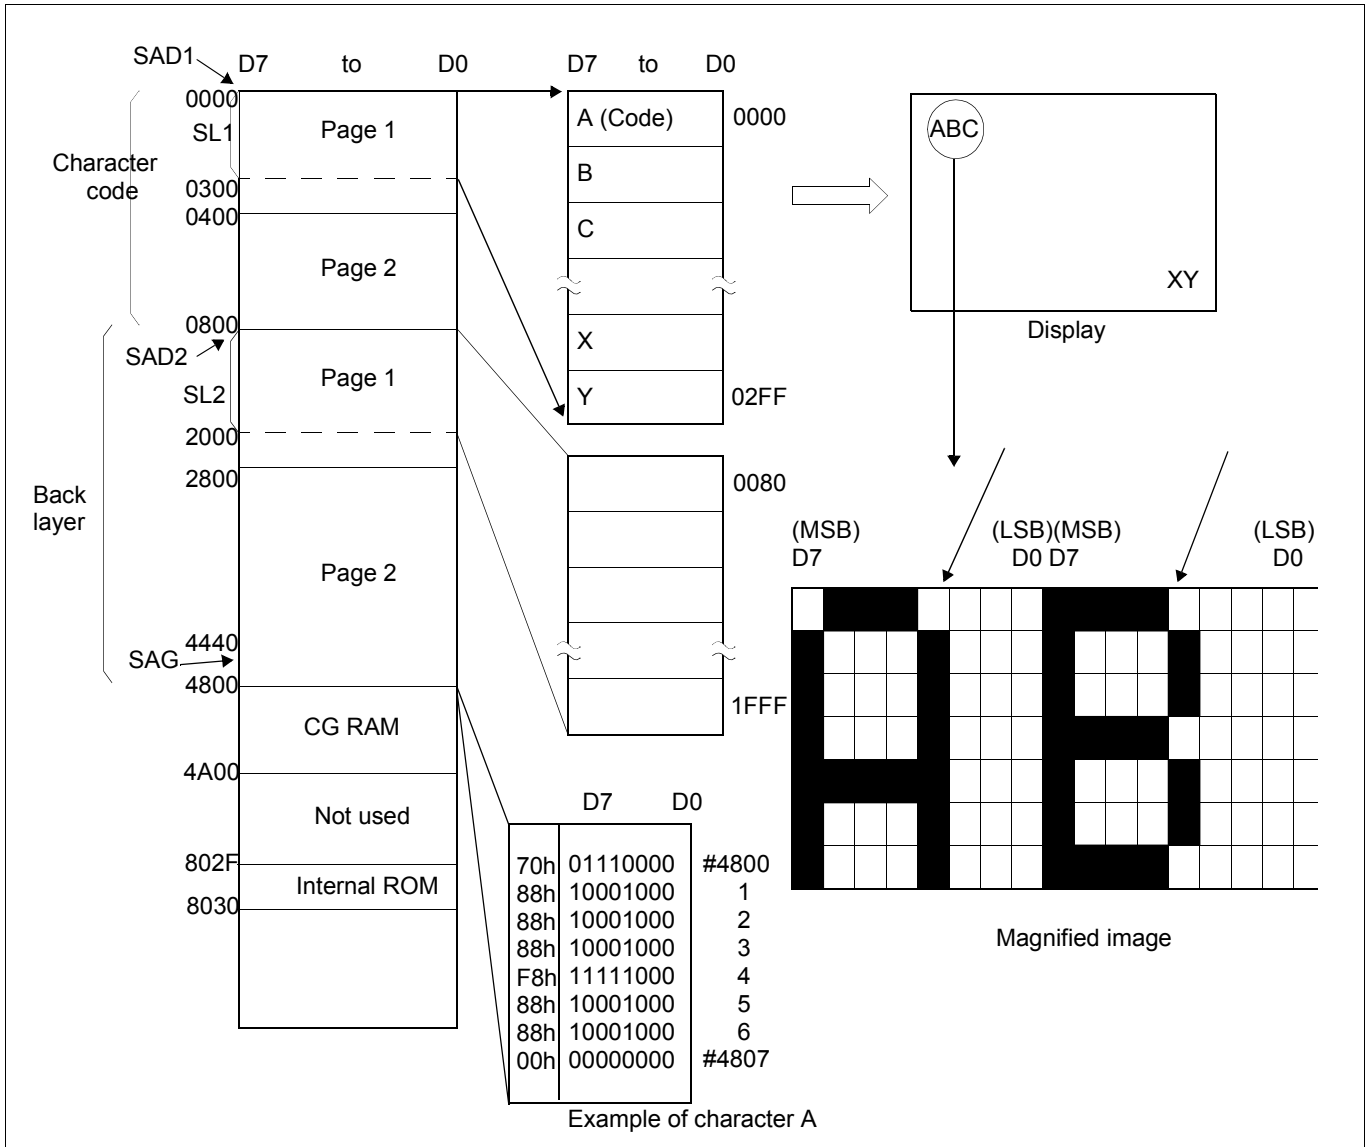 SAD1
D7 to D0
0000
SL1
Page 1
Character
code
0300
0400
Page 2
0800
SAD2
SL2
Page 1
2000
2800
Back
layer
Page 2
4440
SAG
4800
CG RAM
4A00
Not used
802F
Internal ROM
8030
D7 to D0
A (Code) 0000
B
C
X
Y 02FF
0080
1FFF
ABC
XY
Display
(MSB) (LSB)(MSB) (LSB)
D7 D0 D7 D0
Magnified image
D7 D0
70h 01110000 #4800
88h 10001000 1
88h 10001000 2
88h 10001000 3
F8h 11111000 4
88h 10001000 5
88h 10001000 6
00h 00000000 #4807
Example of character A